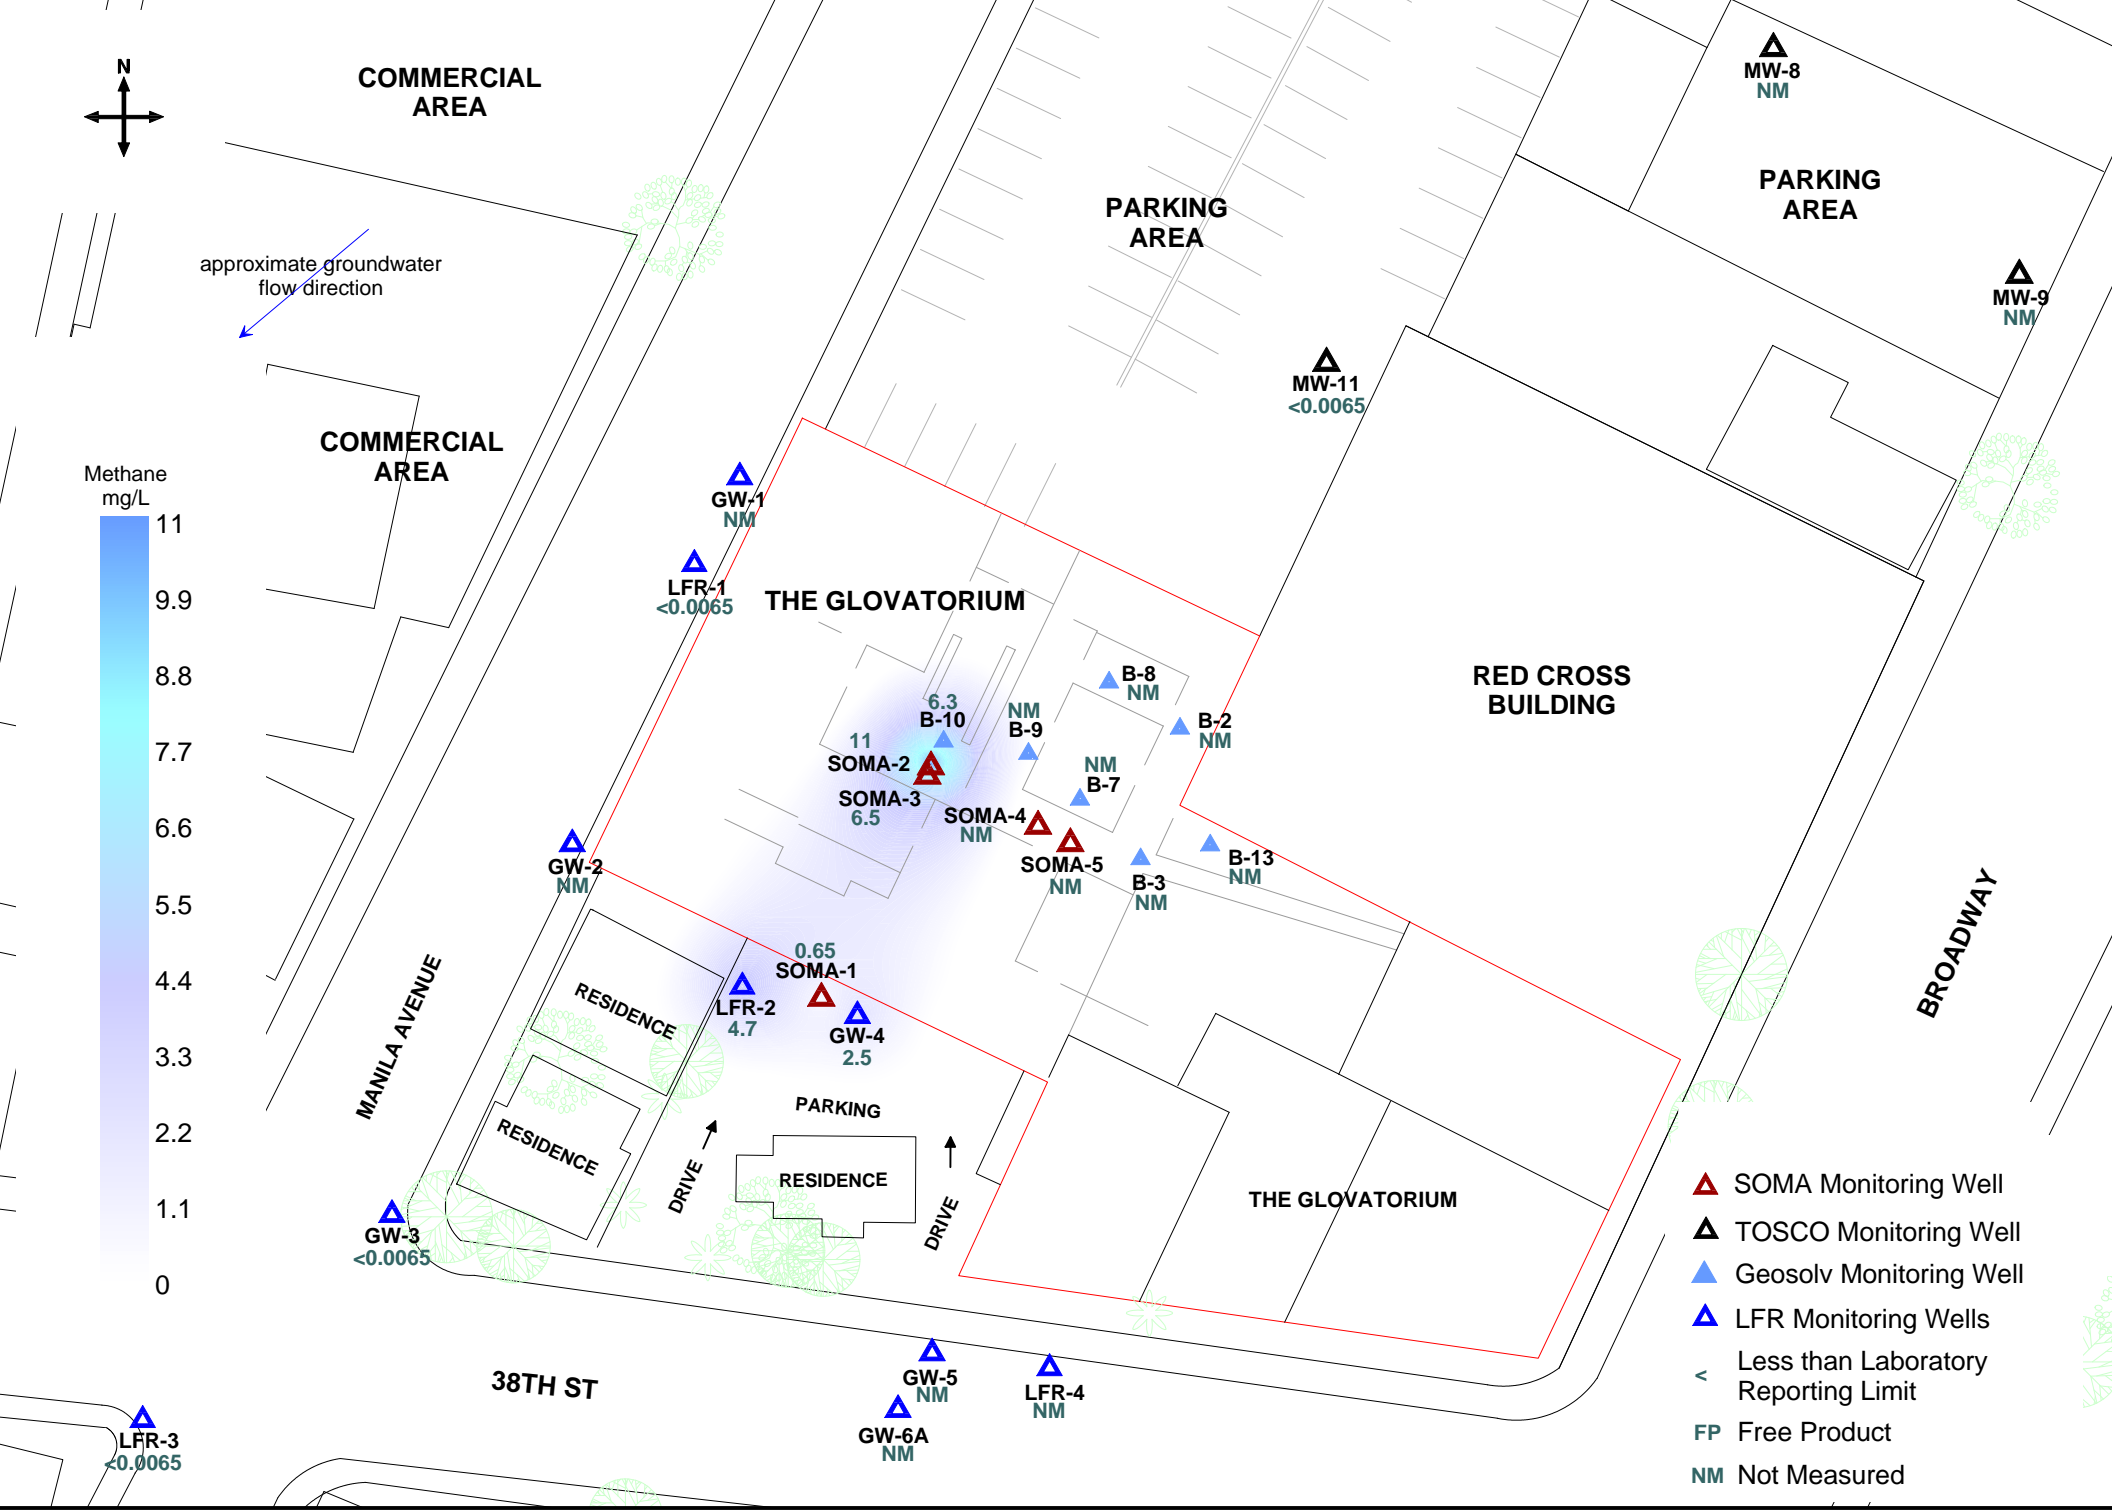 N
COMMERCIAL
AREA
MW-8
NM
PARKING
AREA
PARKING
AREA
approximate groundwater
flow direction
MW-9
NM
MW-11
<0.0065
COMMERCIAL
AREA
Methane
mg/L
11
9.9
8.8
7.7
6.6
5.5
4.4
3.3
2.2
1.1
0
GW-1
NM
LFR-1
<0.0065
THE GLOVATORIUM
RED CROSS
BUILDING
B-8
NM
6.3
B-10
NM
B-9
B-2
NM
11
SOMA-2
NM
B-7
SOMA-3
6.5
SOMA-4
NM
SOMA-5
NM
B-3
NM
B-13
NM
GW-2
NM
0.65
SOMA-1
LFR-2
4.7
GW-4
2.5
RESIDENCE
MANILA AVENUE
BROADWAY
PARKING
RESIDENCE
DRIVE
RESIDENCE
DRIVE
THE GLOVATORIUM
GW-3
<0.0065
38TH ST
GW-5
NM
GW-6A
NM
LFR-4
NM
LFR-3
<0.0065
SOMA Monitoring Well
TOSCO Monitoring Well
Geosolv Monitoring Well
LFR Monitoring Wells
< Less than Laboratory
Reporting Limit
FP Free Product
NM Not Measured